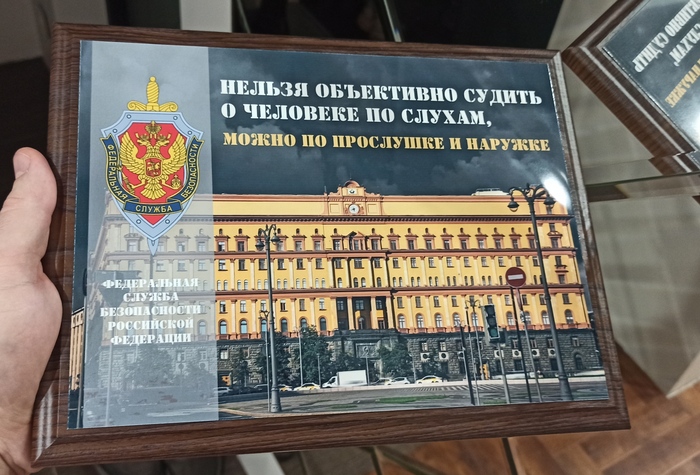 НЕЛЬЗЯ ОБЪЕКТИВНО СУДИТЬ
О ЧЕЛОВЕКЕ ПО СЛУХАМ,
МОЖНО ПО ПРОСЛУШКЕ И НАРУЖКЕ
ФЕДЕРАЛЬНАЯ СЛУЖБА БЕЗОПАСНОСТИ
ФЕДЕРАЛЬНАЯ
СЛУЖБА
БЕЗОПАСНОСТИ
РОССИЙСКОЙ
ФЕДЕРАЦИИ